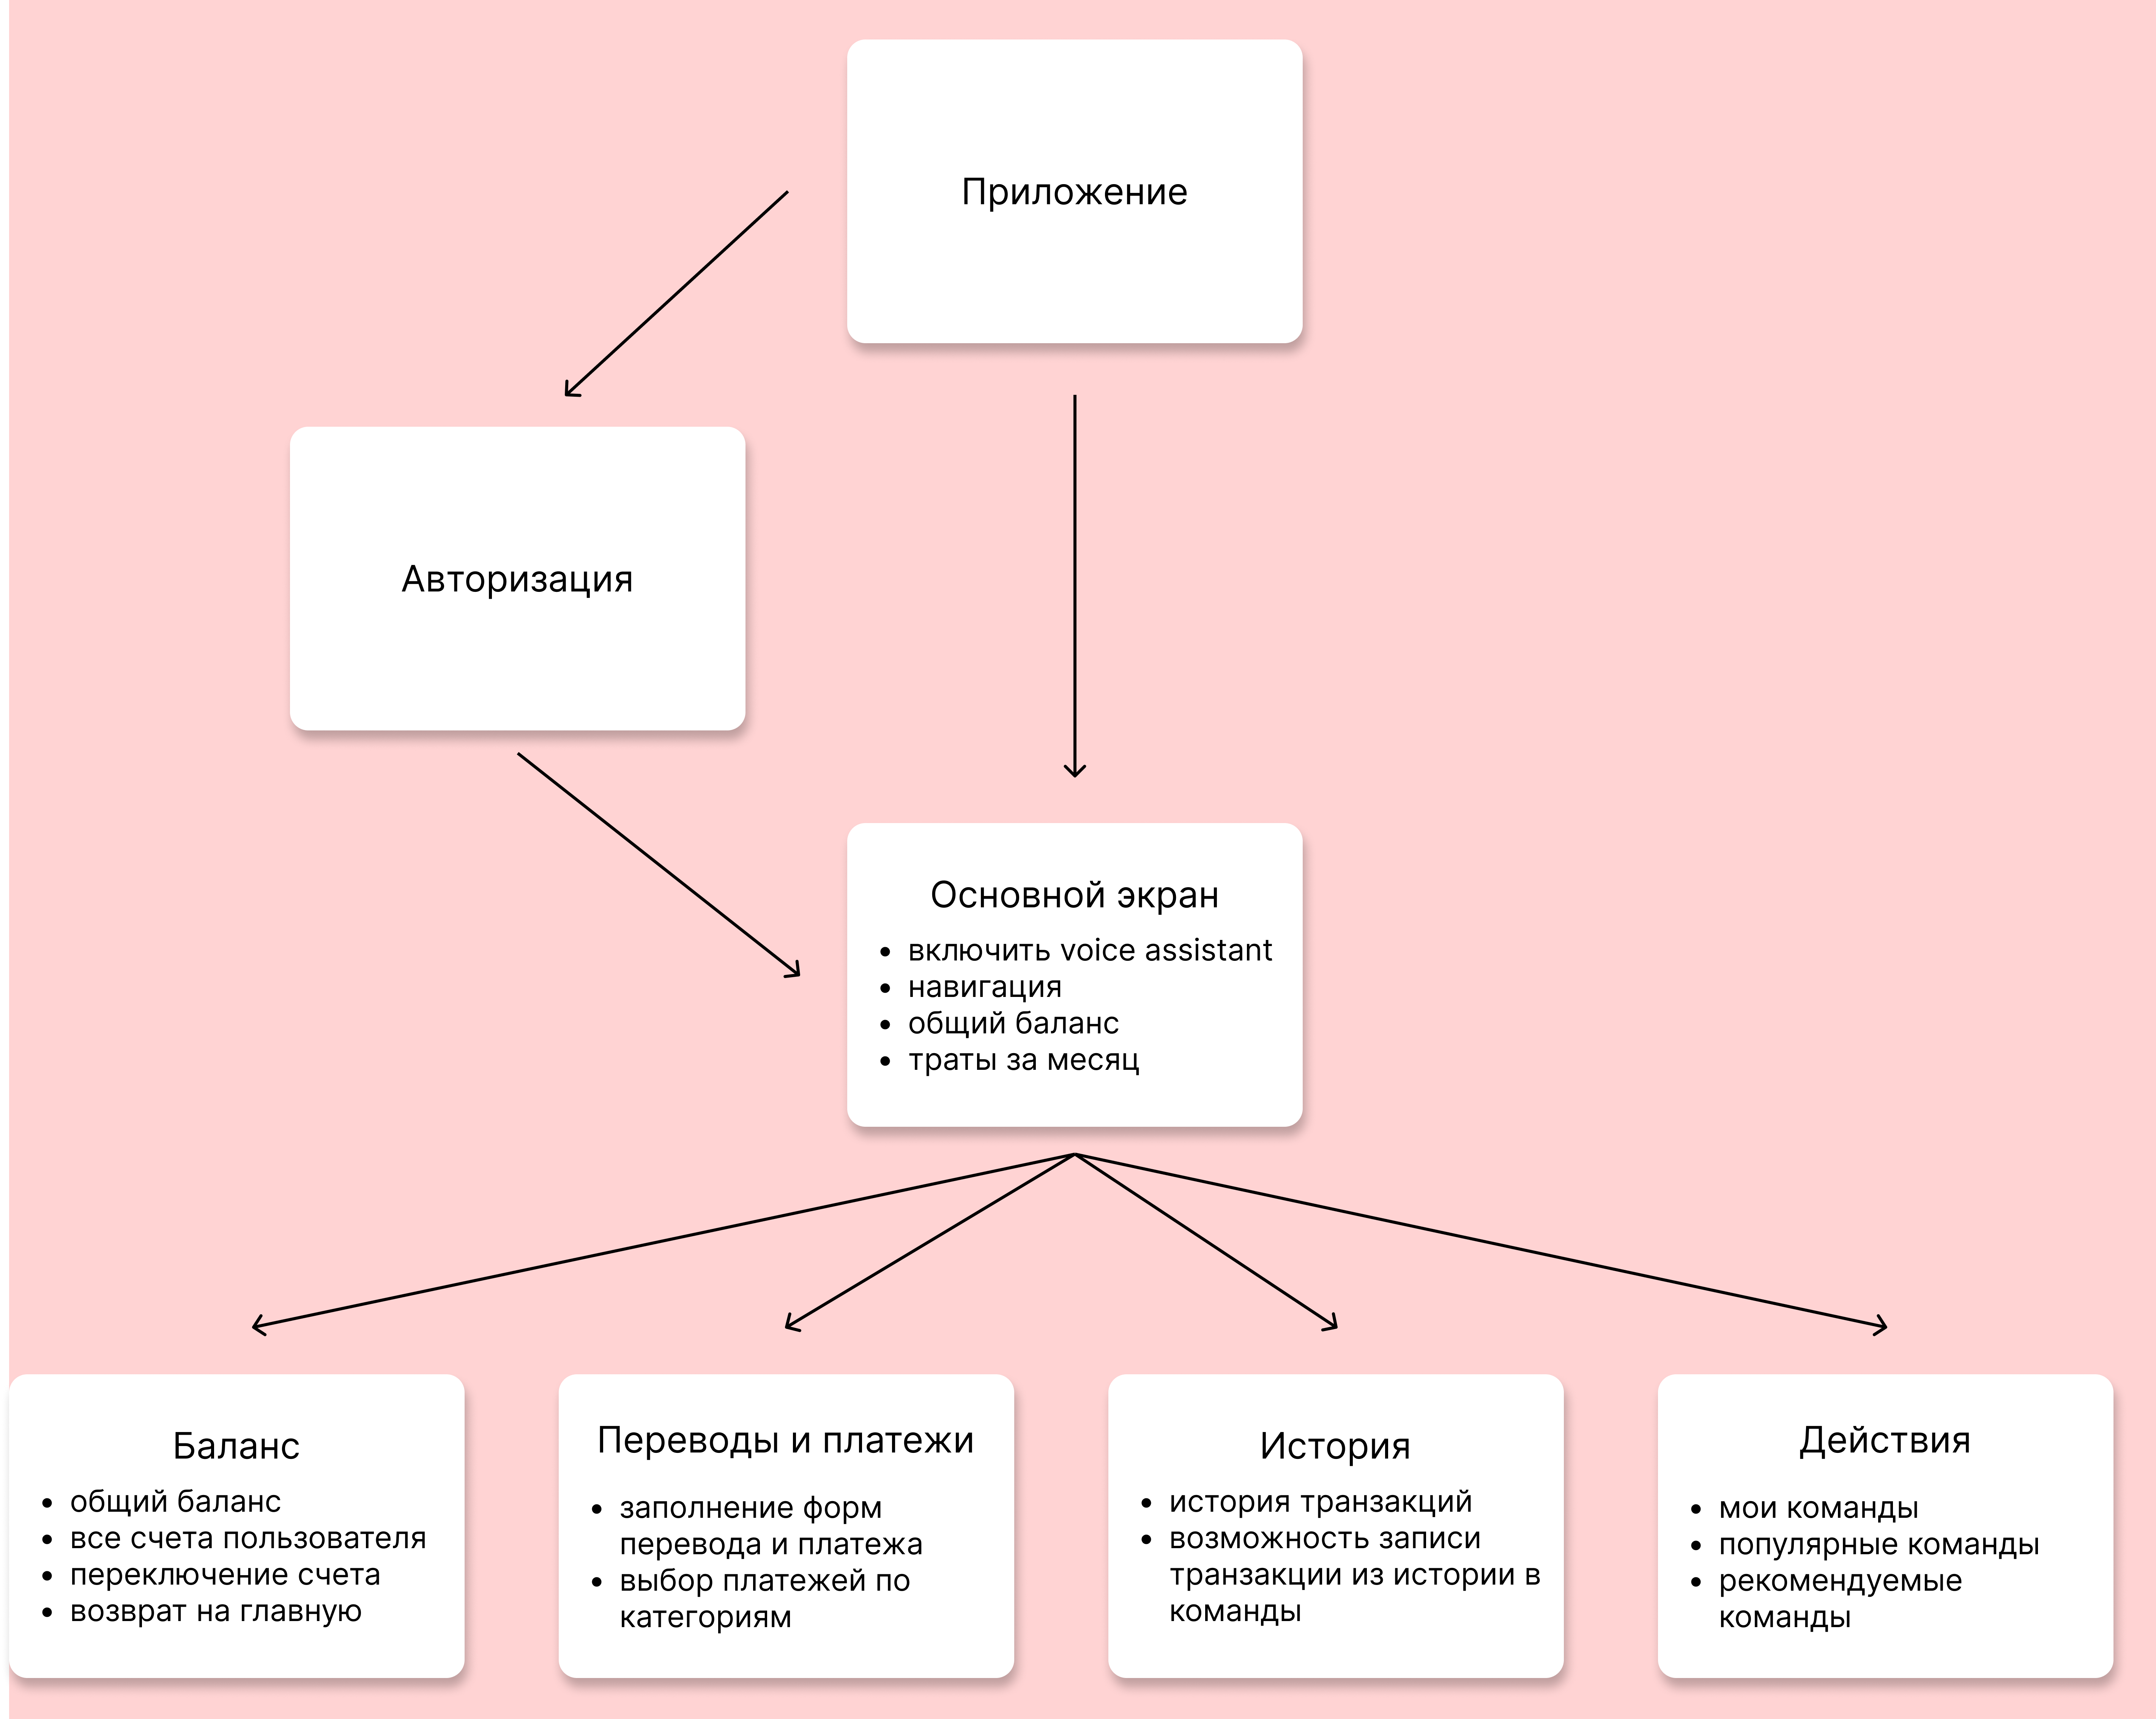 Приложение
Авторизация
Основной экран
включить voice assistant
навигация
общий баланс
траты за месяц
Баланс
общий баланс
все счета пользователя
переключение счета
возврат на главную
Переводы и платежи
заполнение форм
перевода и платежа
выбор платежей по
категориям
История
история транзакций
возможность записи
транзакции из истории в
команды
Действия
мои команды
популярные команды
рекомендуемые
команды